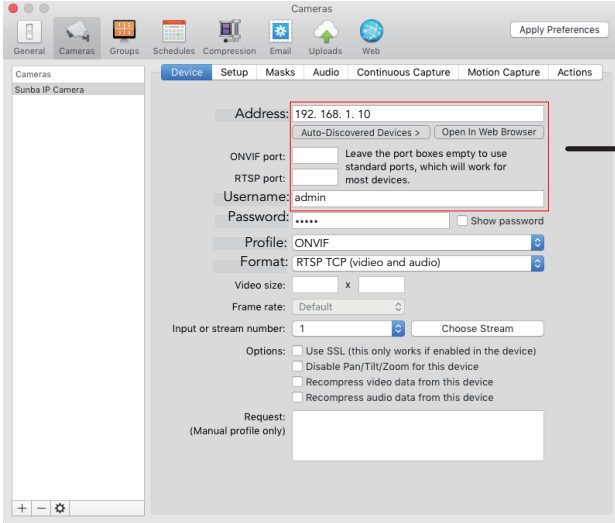 Cameras
General Cameras Groups Schedules Compression Email Uploads Web
Apply Preferences
Cameras
Sunba IP Camera
Device Setup Masks Audio Continuous Capture Motion Capture Actions
Address: 192. 168. 1. 10
Auto-Discovered Devices > Open In Web Browser
ONVIF port:
RTSP port:
Leave the port boxes empty to use
standard ports, which will work for
most devices.
Username: admin
Password: ••••• Show password
Profile: ONVIF
Format: RTSP TCP (video and audio)
Video size: x
Frame rate: Default
Input or stream number: 1 Choose Stream
Options: Use SSL (this only works if enabled in the device)
Disable Pan/Tilt/Zoom for this device
Recompress video data from this device
Recompress audio data from this device
Request:
(Manual profile only)